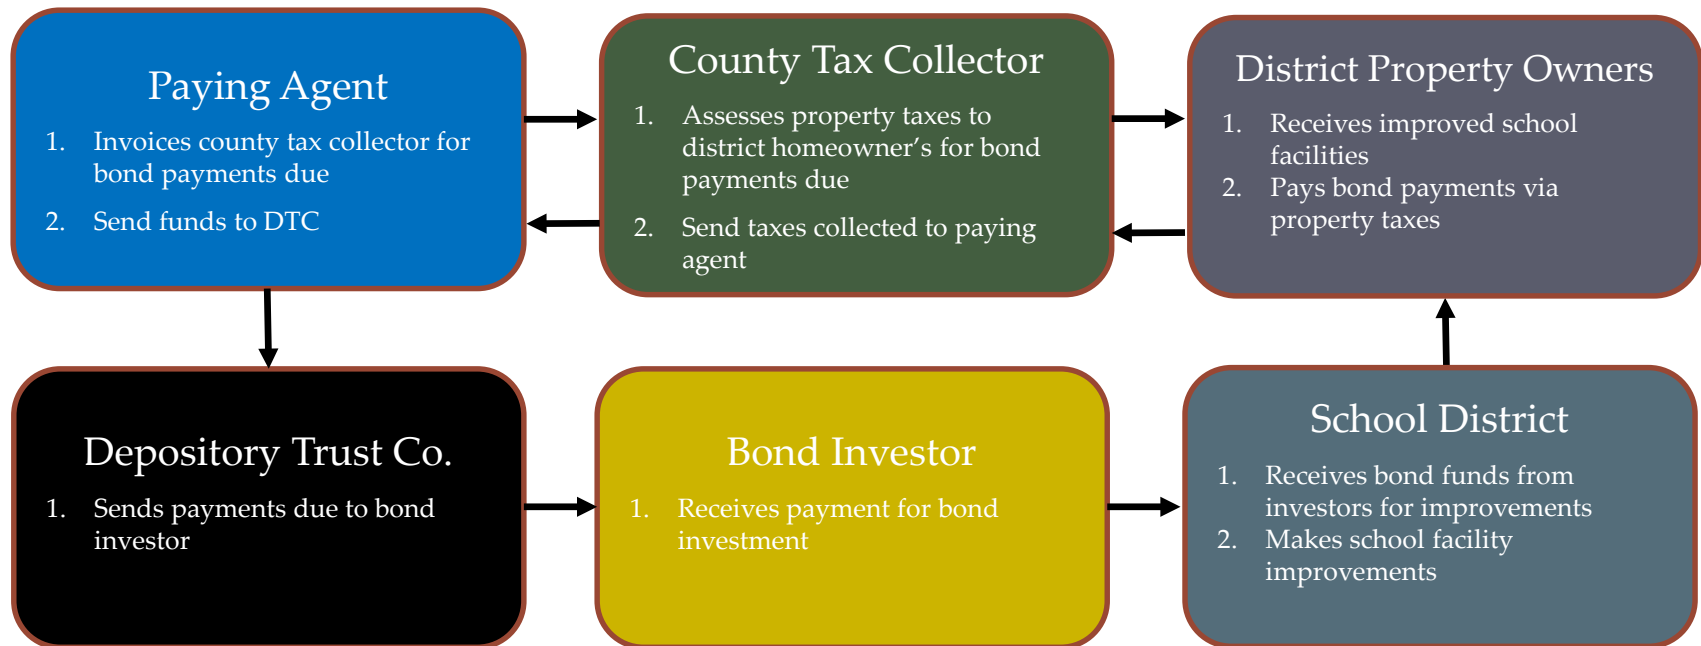 Paying Agent
1. Invoices county tax collector for
bond payments due
2. Send funds to DTC
County Tax Collector
1. Assesses property taxes to
district homeowner’s for bond
payments due
2. Send taxes collected to paying
agent
District Property Owners
1. Receives improved school
facilities
2. Pays bond payments via
property taxes
Depository Trust Co.
1. Sends payments due to bond
investor
Bond Investor
1. Receives payment for bond
investment
School District
1. Receives bond funds from
investors for improvements
2. Makes school facility
improvements